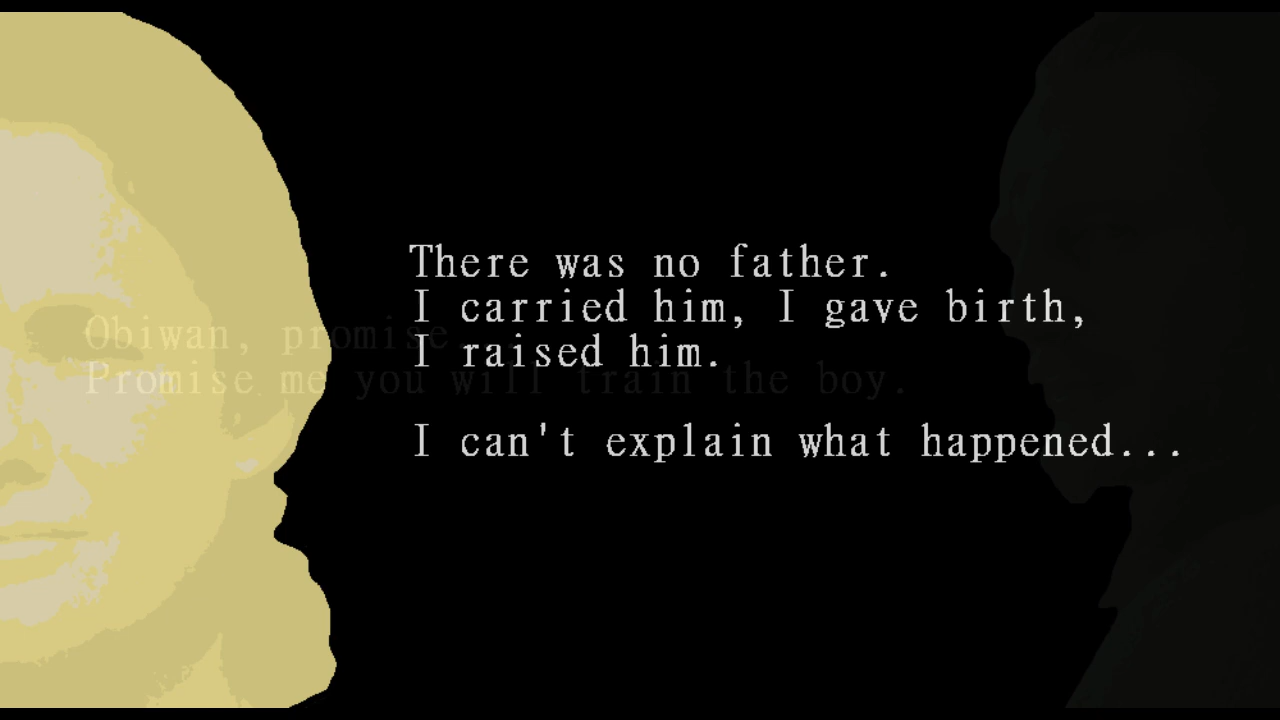 There was no father.
I carried him, I gave birth,
I raised him.
I can't explain what happened...
Obiwan, promise...
Promise me you will train the boy.